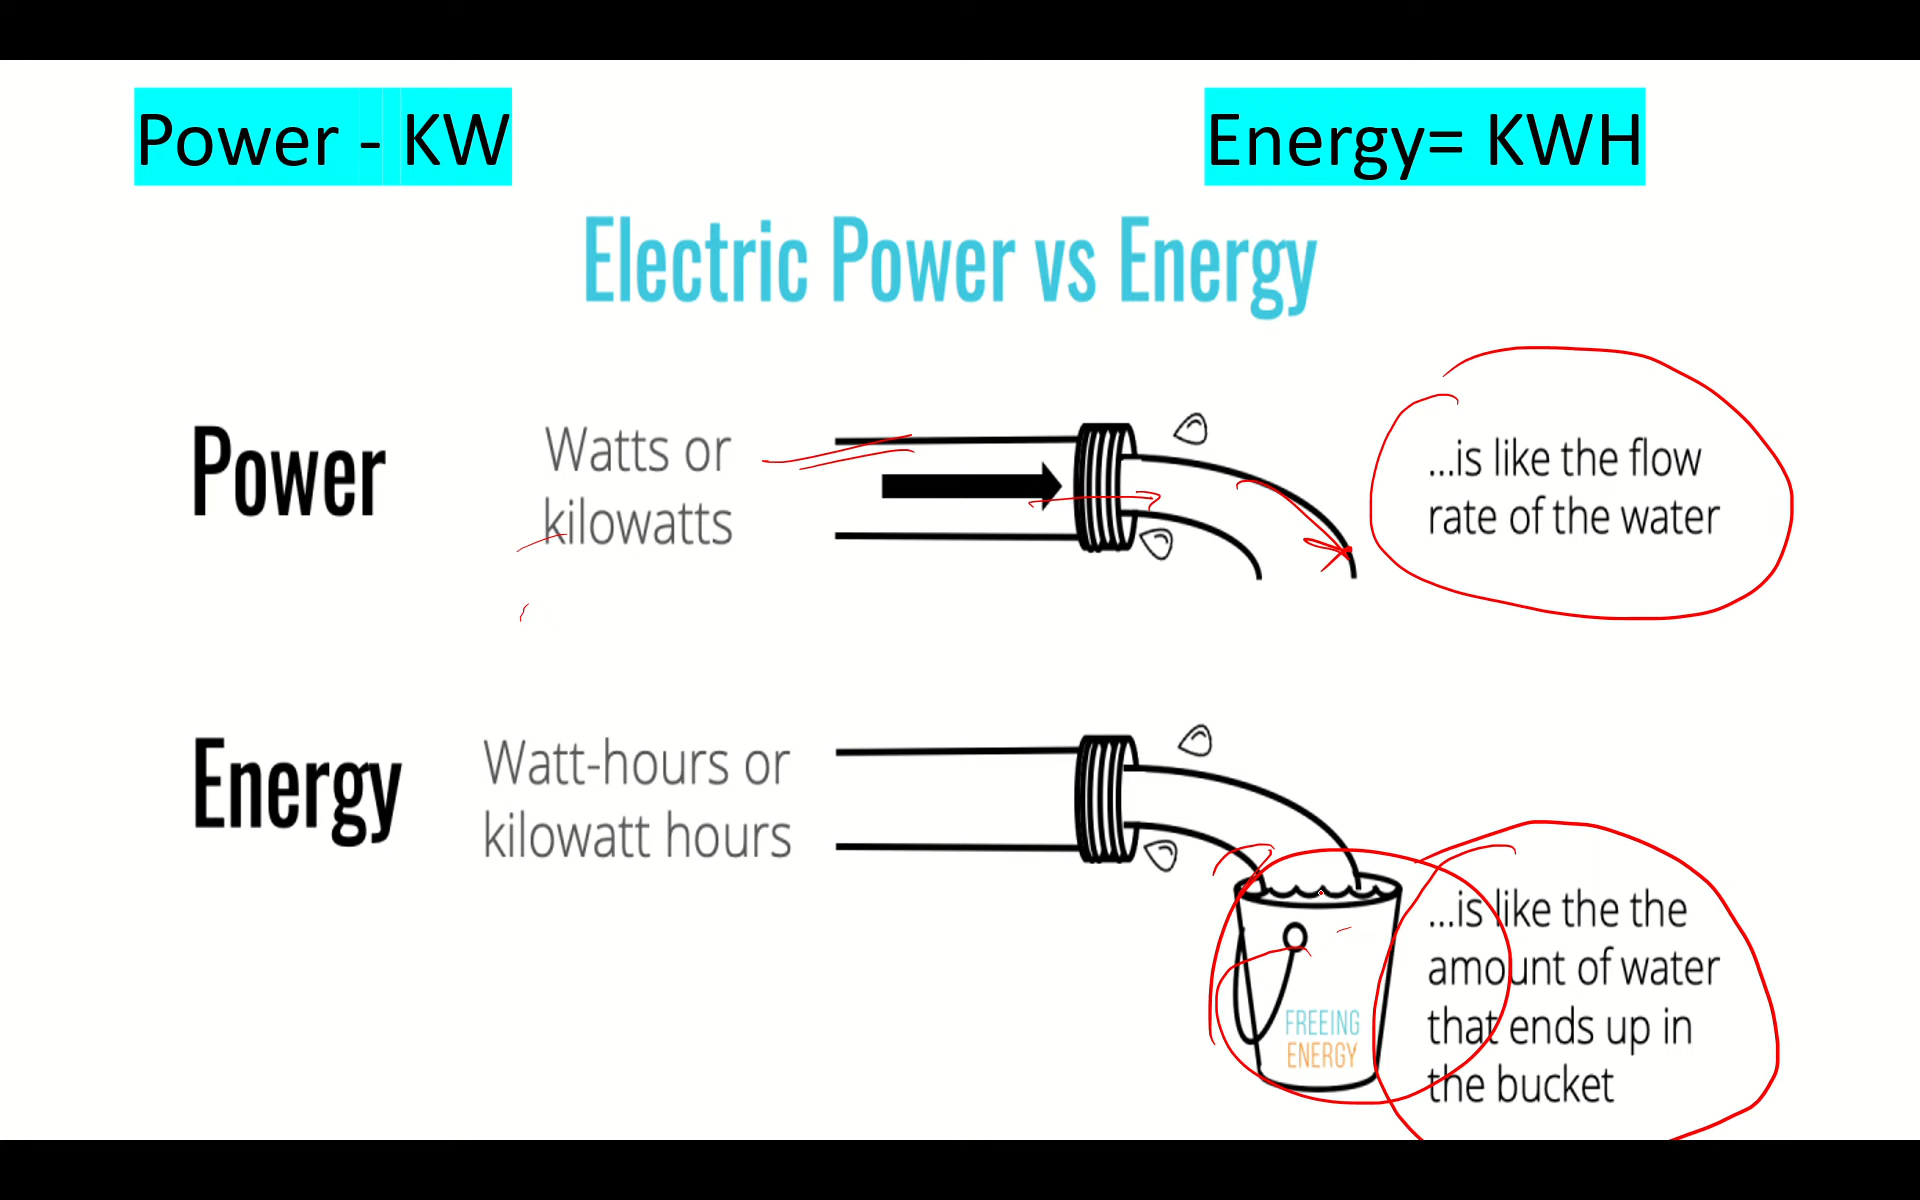 Power - KW
Energy= KWH
Electric Power vs Energy
Power
Watts or
kilowatts
...is like the flow
rate of the water
Energy
Watt-hours or
kilowatt hours
FREEING
ENERGY
...is like the the
amount of water
that ends up in
the bucket